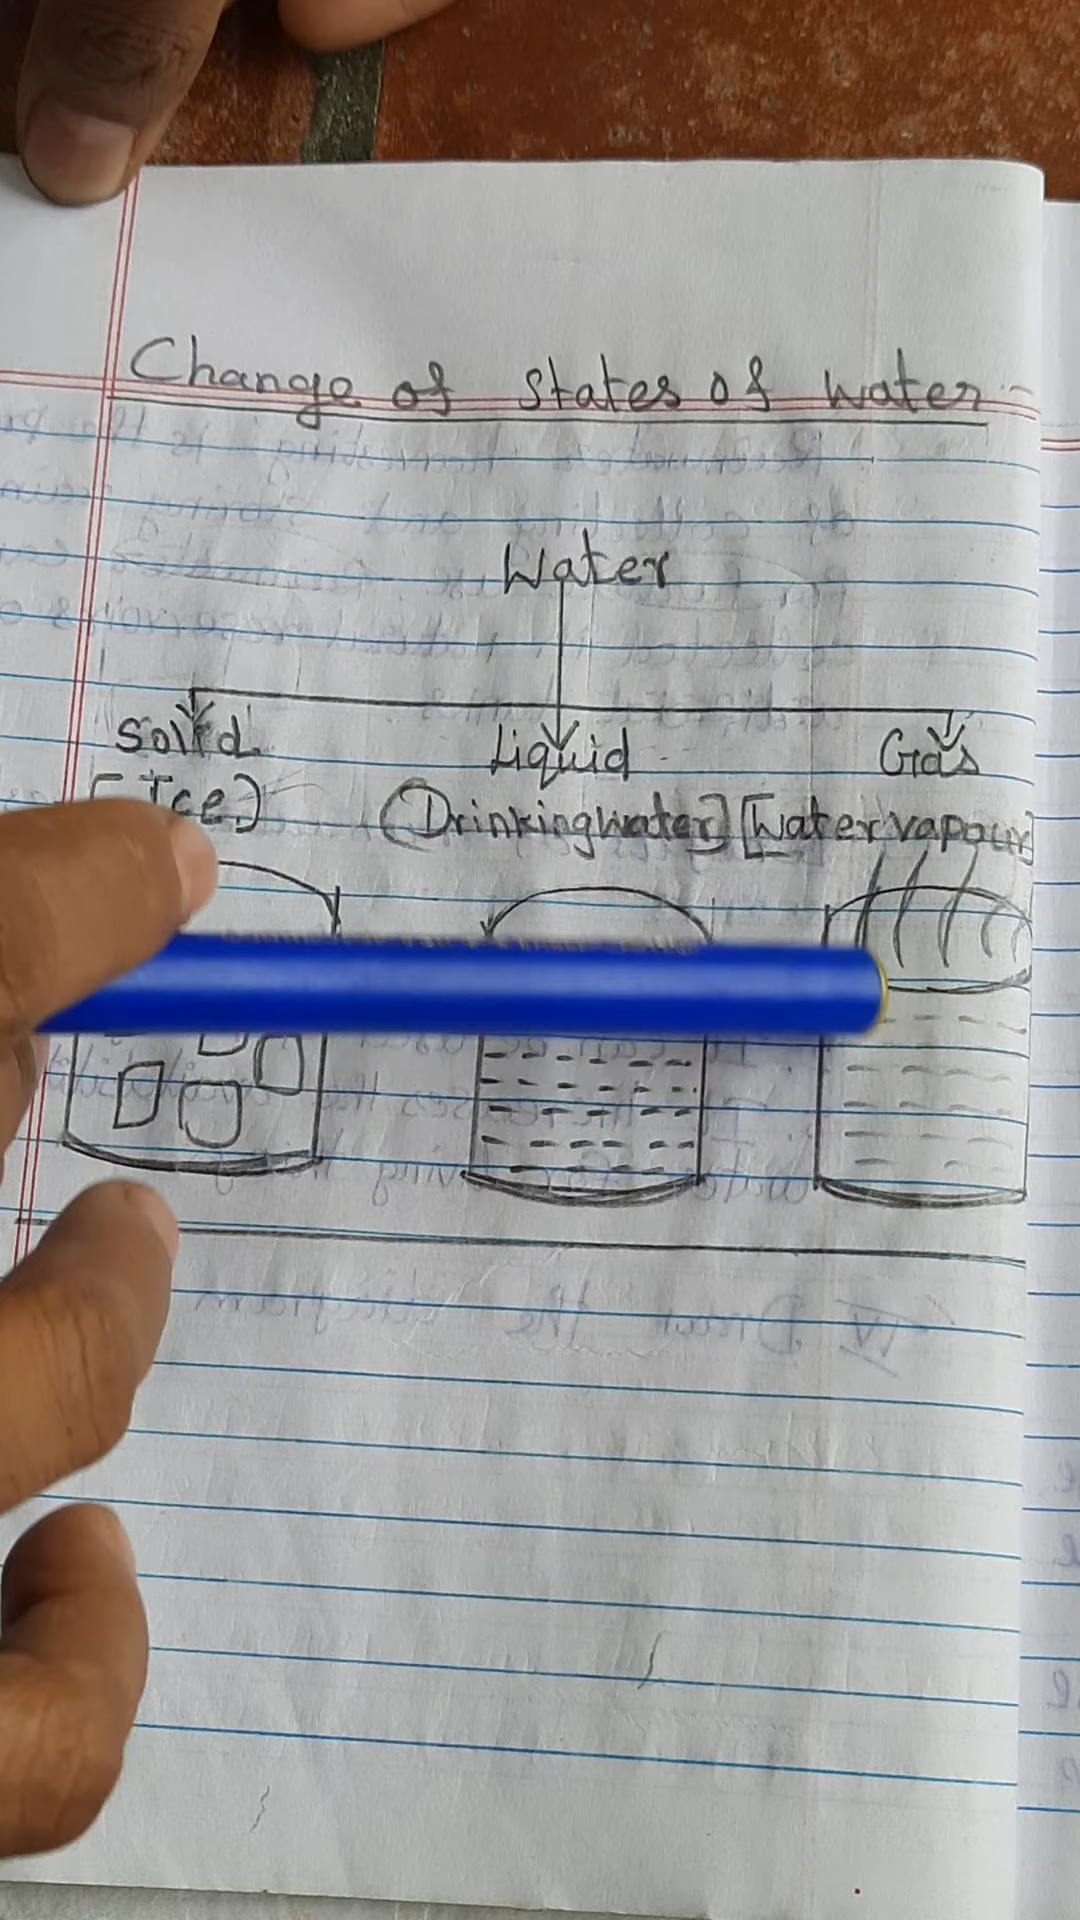 Change of states of water:-
Water
Solid Liquid Gas
[Ice] (Drinking water] [Water vapour]